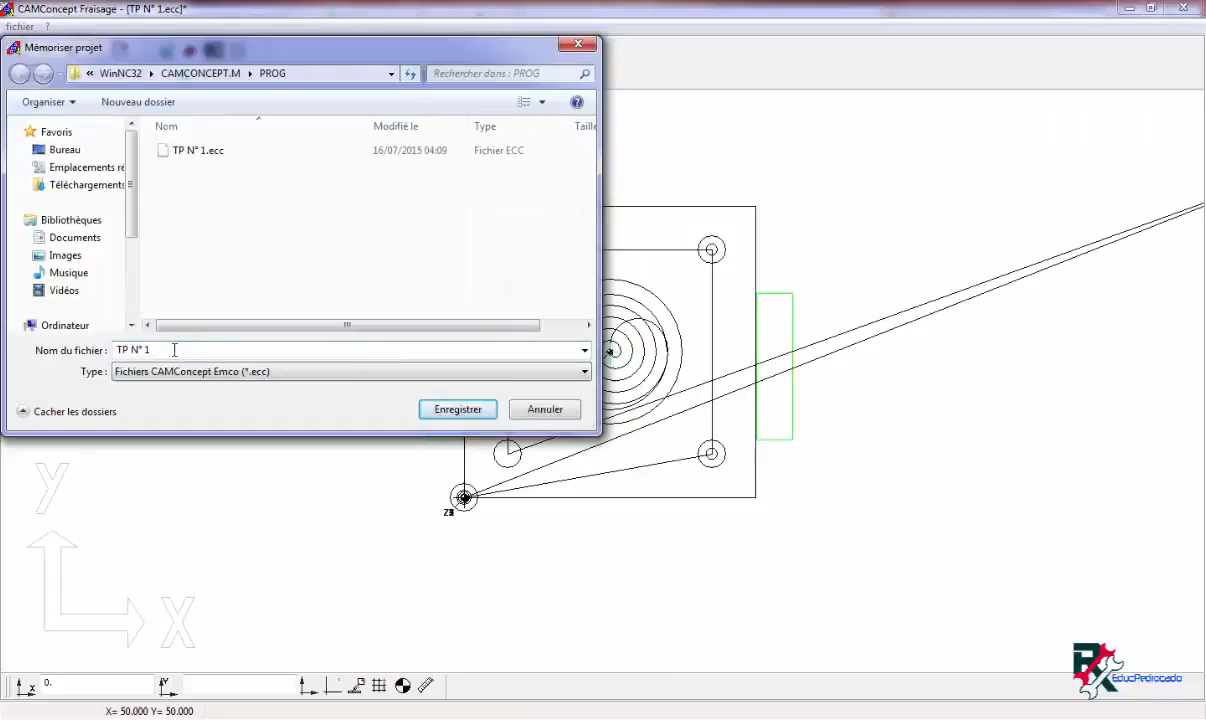 CAMConcept Fraisage - [TP N° 1.ecc]*
fichier ?
Mémoriser projet
« WinNC32 CAMCONCEPT.M PROG
Rechercher dans : PROG
Organiser Nouveau dossier
Favoris
Bureau
Emplacements ré
Téléchargements
Bibliothèques
Documents
Images
Musique
Vidéos
Ordinateur
Nom Modifié le Type Taille
TP N° 1.ecc 16/07/2015 04:09 Fichier ECC
Nom du fichier : TP N° 1
Type : Fichiers CAMConcept Emco (*.ecc)
Cacher les dossiers Enregistrer Annuler
Y
X
0.
X= 50.000 Y= 50.000
EducPedrocado